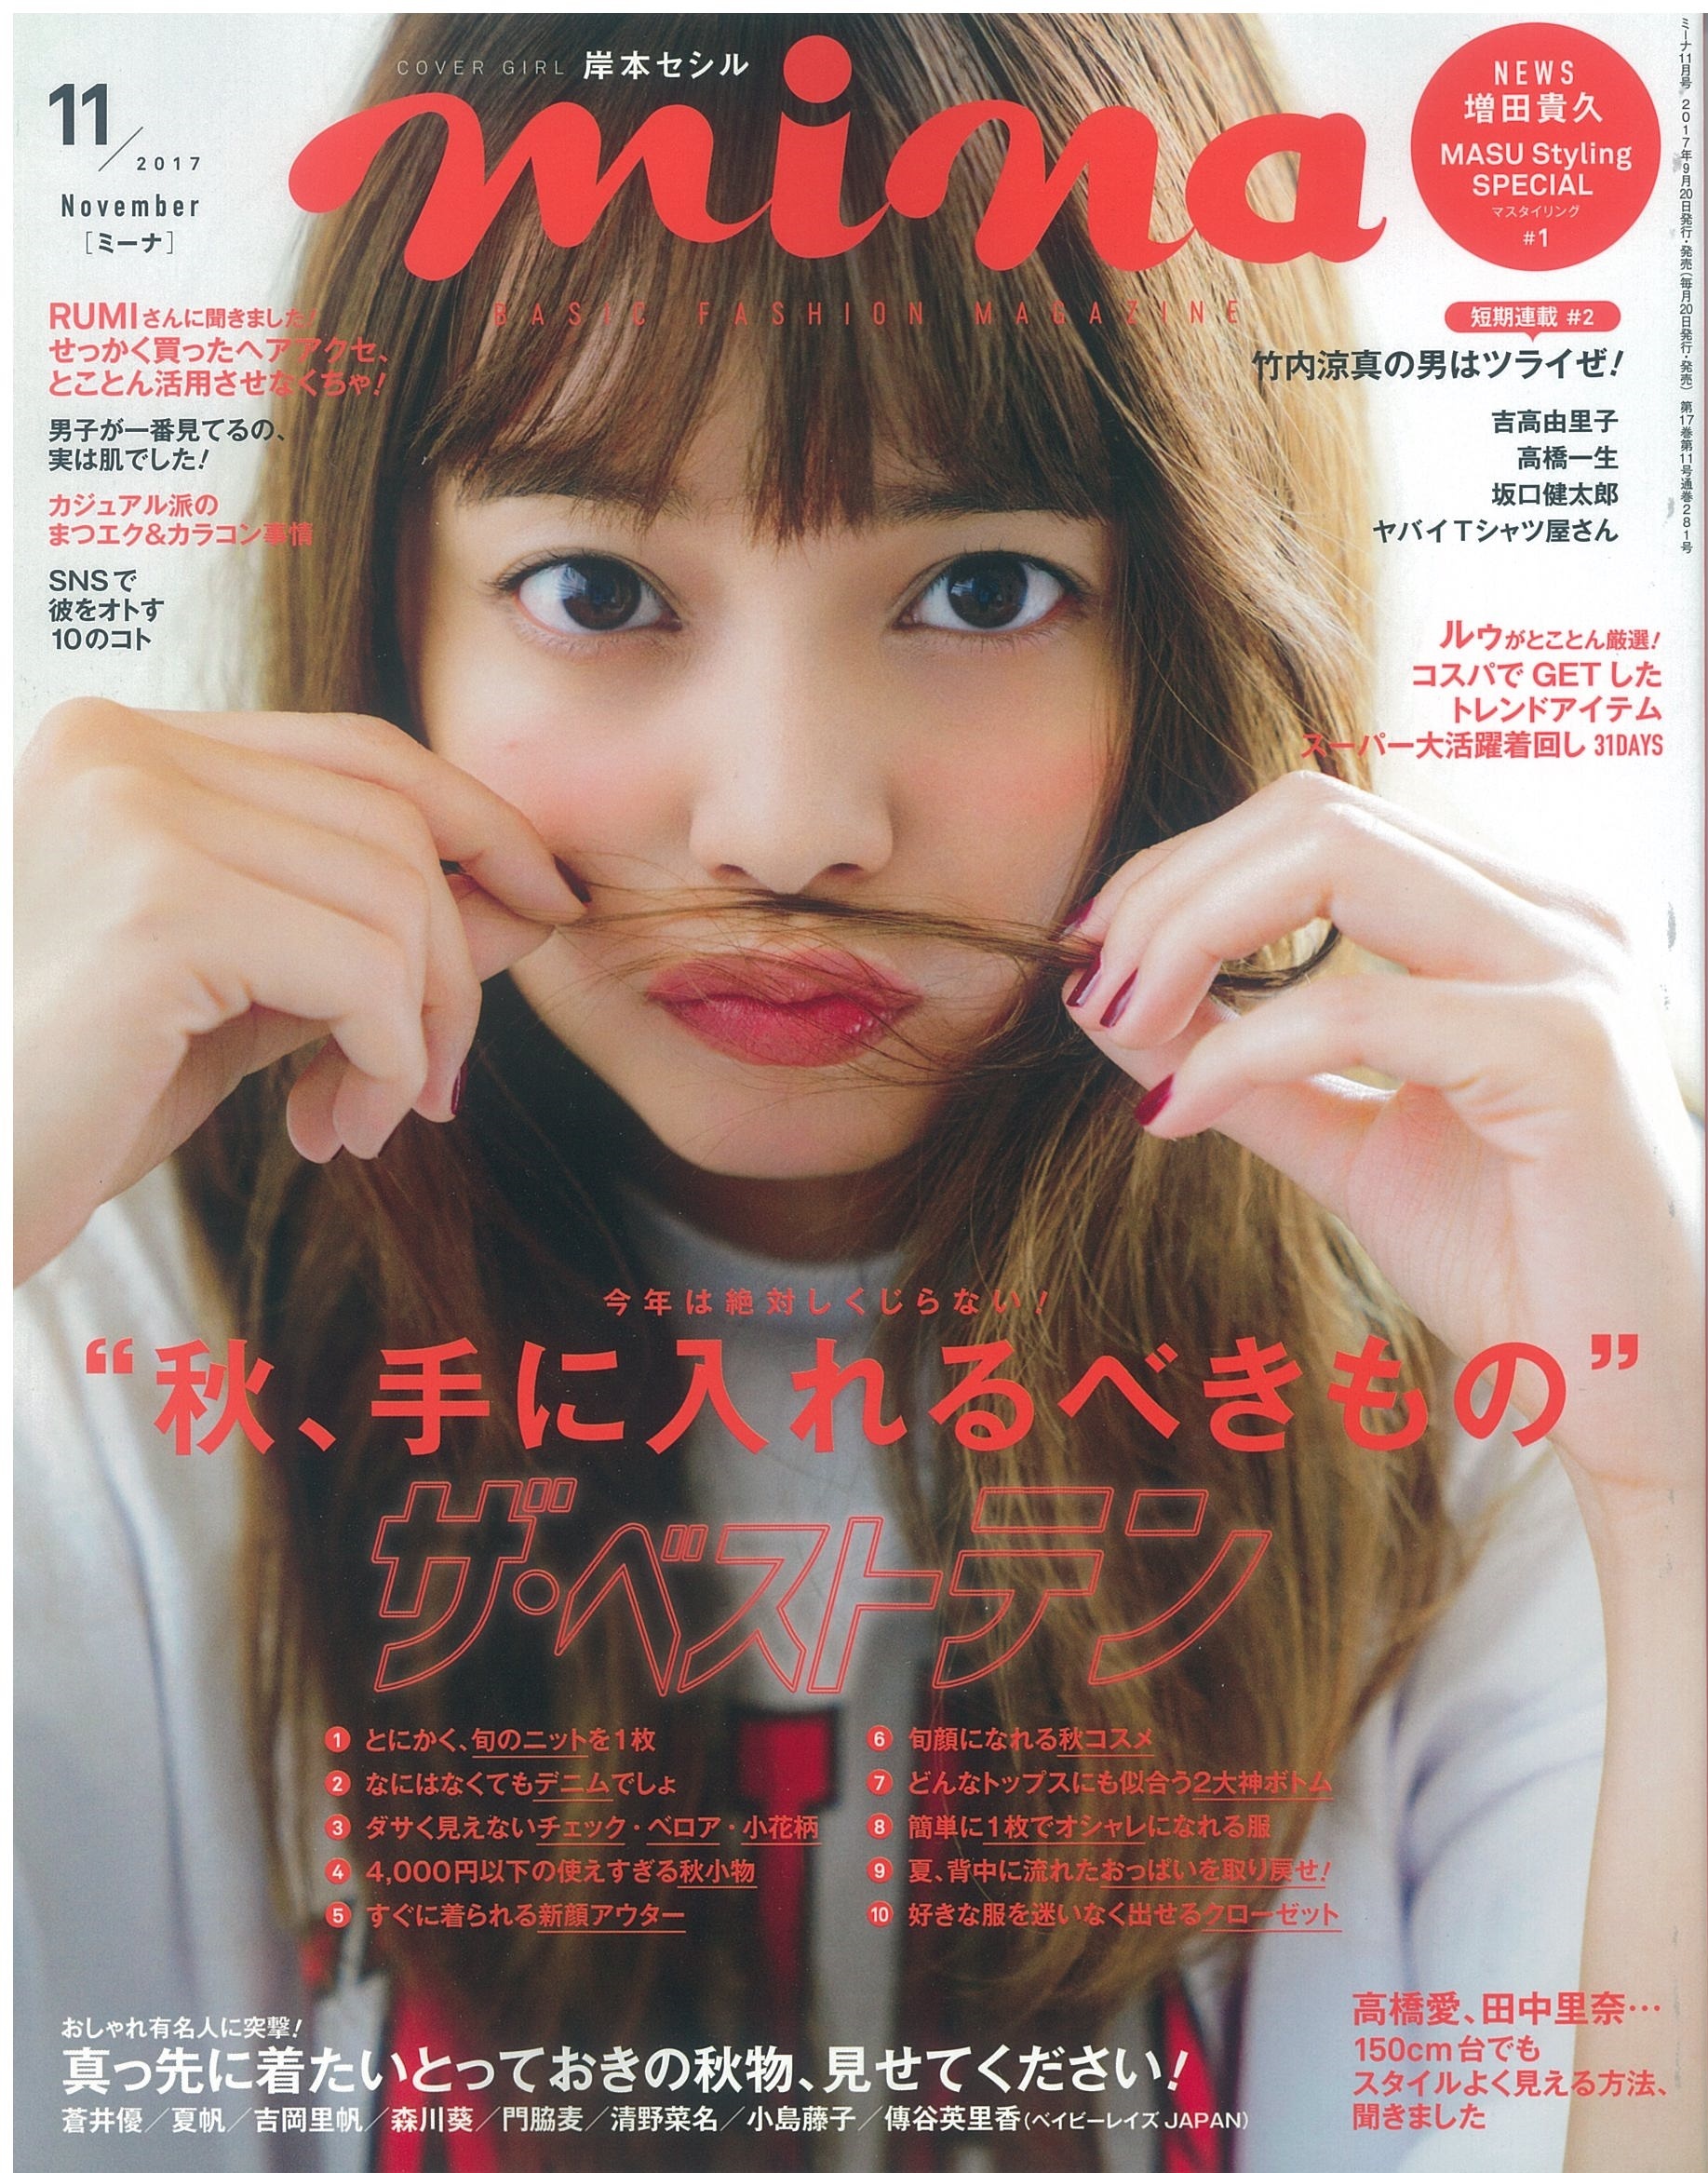 COVER GIRL 岸本セシル
mina
BASIC FASHION MAGAZINE
11/2017
November
［ミーナ］
NEWS
増田貴久
MASU Styling
SPECIAL
マスタイリング
#1
ミーナ11月号 2017年9月20日発行・発売(毎月20日発行・発売) 第17巻第11号通巻281号
RUMIさんに聞きました!
せっかく買ったヘアアクセ、
とことん活用させなくちゃ!
男子が一番見てるの、
実は肌でした!
カジュアル派の
まつエク&カラコン事情
SNSで
彼をオトす
10のコト
短期連載 #2
竹内涼真の男はツライぜ!
吉高由里子
高橋一生
坂口健太郎
ヤバイTシャツ屋さん
ルゥがとことん厳選!
コスパでGETした
トレンドアイテム
スーパー大活躍着回し 31DAYS
今年は絶対しくじらない!
“秋、手に入れるべきもの”
ザ・ベストテン
1 とにかく、旬のニットを1枚
2 なにはなくてもデニムでしょ
3 ダサく見えないチェック・ベロア・小花柄
4 4,000円以下の使えすぎる秋小物
5 すぐに着られる新顔アウター
6 旬顔になれる秋コスメ
7 どんなトップスにも似合う2大神ボトム
8 簡単に1枚でオシャレになれる服
9 夏、背中に流れたおっぱいを取り戻せ!
10 好きな服を迷いなく出せるクローゼット
おしゃれ有名人に突撃!
真っ先に着たいとっておきの秋物、見せてください!
蒼井優／夏帆／吉岡里帆／森川葵／門脇麦／清野菜名／小島藤子／傳谷英里香(ベイビーレイズJAPAN)
高橋愛、田中里奈…
150cm台でも
スタイルよく見える方法、
聞きました